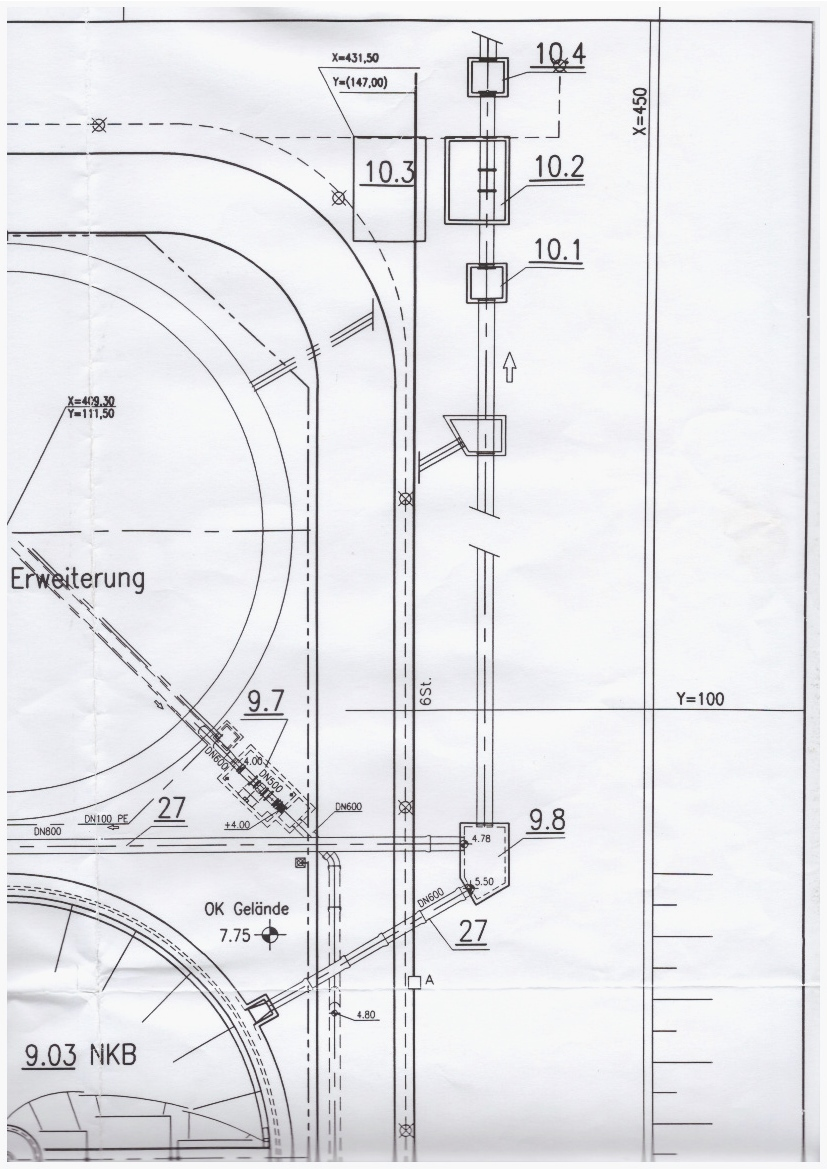 10.4
X=431,50
Y=(147,00)
X=450
10.3
10.2
10.1
X=409,30
Y=111,50
Erweiterung
6St.
9.7
Y=100
4.00
DN600
DN500
DN600
DN100 PE
27
+4.00
DN800
9.8
4.78
5.50
DN600
OK Gelände
7.75
27
A
4.80
9.03 NKB